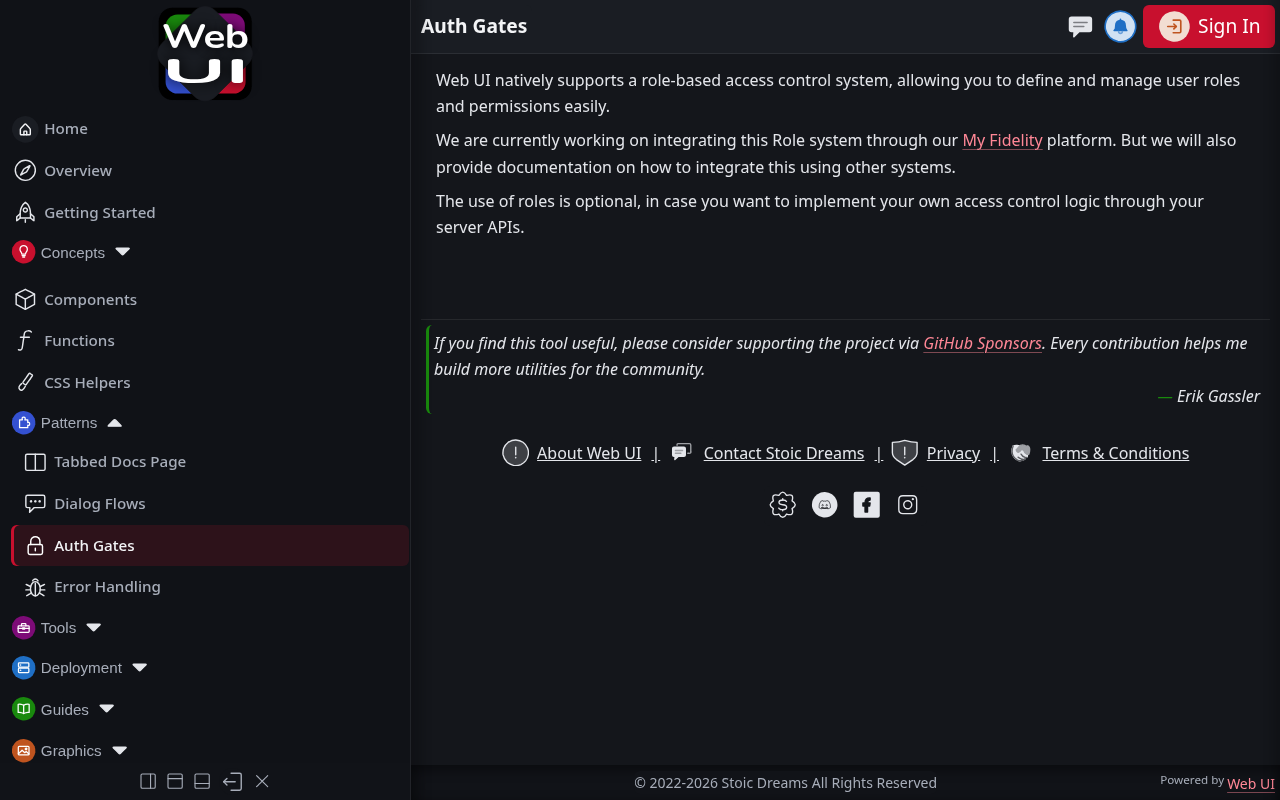 Web
UI
Home
Overview
Getting Started
Concepts
Components
Functions
CSS Helpers
Patterns
Tabbed Docs Page
Dialog Flows
Auth Gates
Error Handling
Tools
Deployment
Guides
Graphics
Auth Gates
Sign In
Web UI natively supports a role-based access control system, allowing you to define and manage user roles
and permissions easily.
We are currently working on integrating this Role system through our My Fidelity platform. But we will also
provide documentation on how to integrate this using other systems.
The use of roles is optional, in case you want to implement your own access control logic through your
server APIs.
If you find this tool useful, please consider supporting the project via GitHub Sponsors. Every contribution helps me
build more utilities for the community.
— Erik Gassler
About Web UI | Contact Stoic Dreams | Privacy | Terms & Conditions
© 2022-2026 Stoic Dreams All Rights Reserved
Powered by Web UI